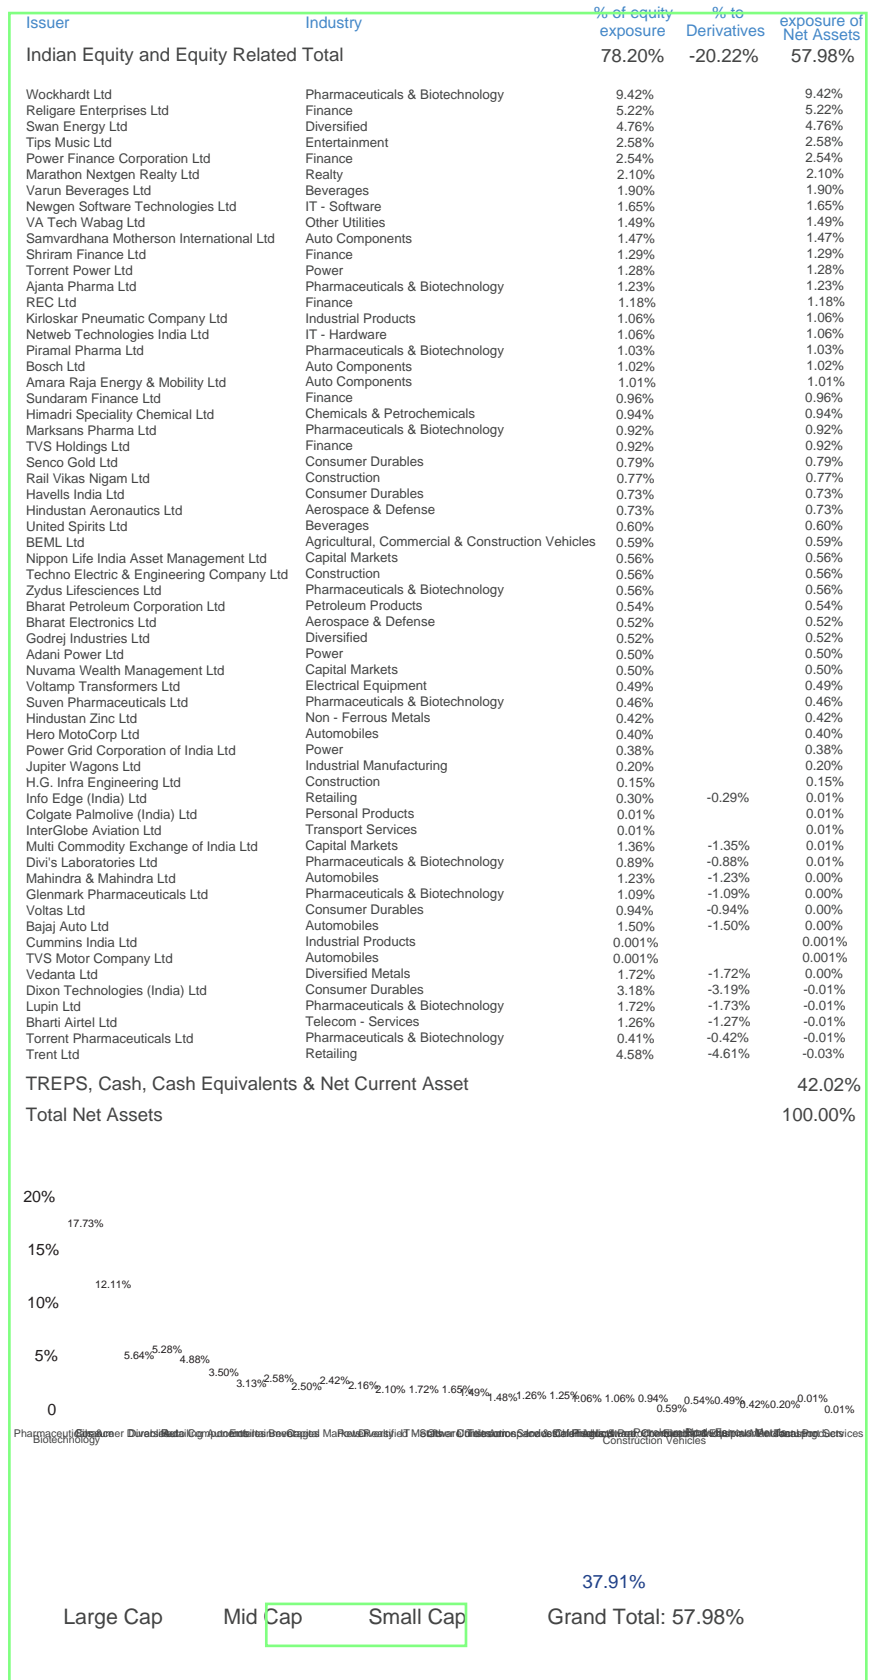 Issuer Industry % of equity exposure % to Derivatives exposure of Net Assets
Indian Equity and Equity Related Total 78.20% -20.22% 57.98%
Wockhardt Ltd Pharmaceuticals & Biotechnology 9.42% 9.42%
Religare Enterprises Ltd Finance 5.22% 5.22%
Swan Energy Ltd Diversified 4.76% 4.76%
Tips Music Ltd Entertainment 2.58% 2.58%
Power Finance Corporation Ltd Finance 2.54% 2.54%
Marathon Nextgen Realty Ltd Realty 2.10% 2.10%
Varun Beverages Ltd Beverages 1.90% 1.90%
Newgen Software Technologies Ltd IT - Software 1.65% 1.65%
VA Tech Wabag Ltd Other Utilities 1.49% 1.49%
Samvardhana Motherson International Ltd Auto Components 1.47% 1.47%
Shriram Finance Ltd Finance 1.29% 1.29%
Torrent Power Ltd Power 1.28% 1.28%
Ajanta Pharma Ltd Pharmaceuticals & Biotechnology 1.23% 1.23%
REC Ltd Finance 1.18% 1.18%
Kirloskar Pneumatic Company Ltd Industrial Products 1.06% 1.06%
Netweb Technologies India Ltd IT - Hardware 1.06% 1.06%
Piramal Pharma Ltd Pharmaceuticals & Biotechnology 1.03% 1.03%
Bosch Ltd Auto Components 1.02% 1.02%
Amara Raja Energy & Mobility Ltd Auto Components 1.01% 1.01%
Sundaram Finance Ltd Finance 0.96% 0.96%
Himadri Speciality Chemical Ltd Chemicals & Petrochemicals 0.94% 0.94%
Marksans Pharma Ltd Pharmaceuticals & Biotechnology 0.92% 0.92%
TVS Holdings Ltd Finance 0.92% 0.92%
Senco Gold Ltd Consumer Durables 0.79% 0.79%
Rail Vikas Nigam Ltd Construction 0.77% 0.77%
Havells India Ltd Consumer Durables 0.73% 0.73%
Hindustan Aeronautics Ltd Aerospace & Defense 0.73% 0.73%
United Spirits Ltd Beverages 0.60% 0.60%
BEML Ltd Agricultural, Commercial & Construction Vehicles 0.59% 0.59%
Nippon Life India Asset Management Ltd Capital Markets 0.56% 0.56%
Techno Electric & Engineering Company Ltd Construction 0.56% 0.56%
Zydus Lifesciences Ltd Pharmaceuticals & Biotechnology 0.56% 0.56%
Bharat Petroleum Corporation Ltd Petroleum Products 0.54% 0.54%
Bharat Electronics Ltd Aerospace & Defense 0.52% 0.52%
Godrej Industries Ltd Diversified 0.52% 0.52%
Adani Power Ltd Power 0.50% 0.50%
Nuvama Wealth Management Ltd Capital Markets 0.50% 0.50%
Voltamp Transformers Ltd Electrical Equipment 0.49% 0.49%
Suven Pharmaceuticals Ltd Pharmaceuticals & Biotechnology 0.46% 0.46%
Hindustan Zinc Ltd Non - Ferrous Metals 0.42% 0.42%
Hero MotoCorp Ltd Automobiles 0.40% 0.40%
Power Grid Corporation of India Ltd Power 0.38% 0.38%
Jupiter Wagons Ltd Industrial Manufacturing 0.20% 0.20%
H.G. Infra Engineering Ltd Construction 0.15% 0.15%
Info Edge (India) Ltd Retailing 0.30% -0.29% 0.01%
Colgate Palmolive (India) Ltd Personal Products 0.01% 0.01%
InterGlobe Aviation Ltd Transport Services 0.01% 0.01%
Multi Commodity Exchange of India Ltd Capital Markets 1.36% -1.35% 0.01%
Divi's Laboratories Ltd Pharmaceuticals & Biotechnology 0.89% -0.88% 0.01%
Mahindra & Mahindra Ltd Automobiles 1.23% -1.23% 0.00%
Glenmark Pharmaceuticals Ltd Pharmaceuticals & Biotechnology 1.09% -1.09% 0.00%
Voltas Ltd Consumer Durables 0.94% -0.94% 0.00%
Bajaj Auto Ltd Automobiles 1.50% -1.50% 0.00%
Cummins India Ltd Industrial Products 0.001% 0.001%
TVS Motor Company Ltd Automobiles 0.001% 0.001%
Vedanta Ltd Diversified Metals 1.72% -1.72% 0.00%
Dixon Technologies (India) Ltd Consumer Durables 3.18% -3.19% -0.01%
Lupin Ltd Pharmaceuticals & Biotechnology 1.72% -1.73% -0.01%
Bharti Airtel Ltd Telecom - Services 1.26% -1.27% -0.01%
Torrent Pharmaceuticals Ltd Pharmaceuticals & Biotechnology 0.41% -0.42% -0.01%
Trent Ltd Retailing 4.58% -4.61% -0.03%
TREPS, Cash, Cash Equivalents & Net Current Asset 42.02%
Total Net Assets 100.00%
20%
17.73%
15%
12.11%
10%
5%
5.64% 5.28% 4.88% 3.50% 3.13% 2.58% 2.50% 2.42% 2.16% 2.10% 1.72% 1.65% 1.49% 1.48% 1.26% 1.25% 1.06% 1.06% 0.94% 0.59% 0.54% 0.49% 0.42% 0.20% 0.01% 0.01%
0
Biotechnology
Construction Vehicles
37.91%
Large Cap Mid Cap Small Cap Grand Total: 57.98%